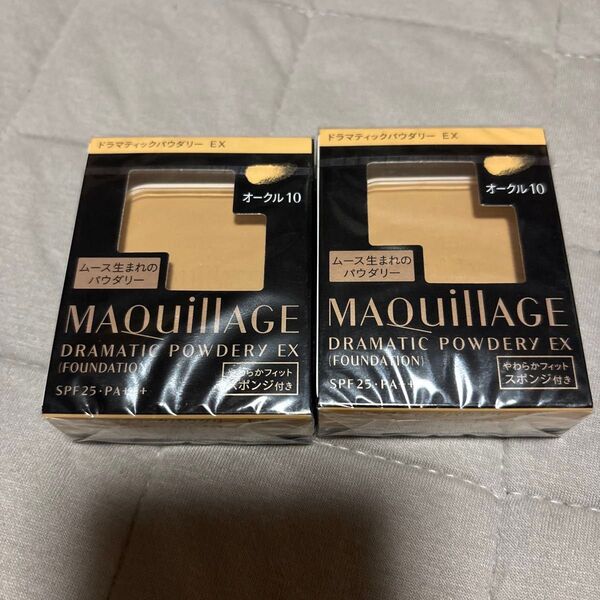 ドラマティックパウダリー EX
オークル10
ムース生まれの
パウダリー
MAQuillAGE
DRAMATIC POWDERY EX
(FOUNDATION)
SPF25・PA+++
やわらかフィット
スポンジ付き
ドラマティックパウダリー EX
オークル10
ムース生まれの
パウダリー
MAQuillAGE
DRAMATIC POWDERY EX
(FOUNDATION)
SPF25・PA+++
やわらかフィット
スポンジ付き